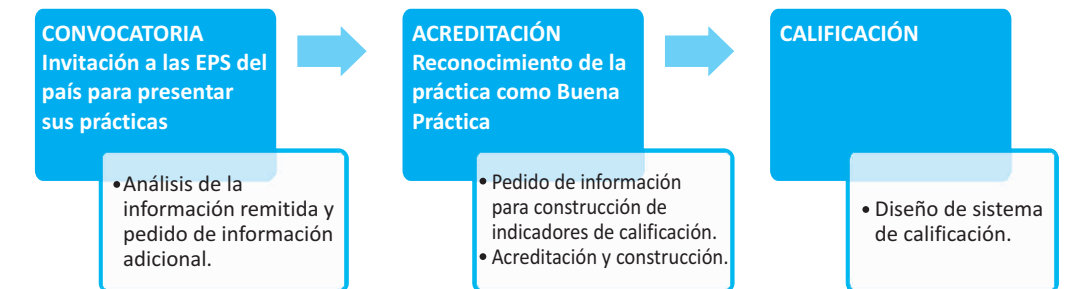 CONVOCATORIA
Invitación a las EPS del
país para presentar
sus prácticas
•Análisis de la
información remitida y
pedido de información
adicional.
ACREDITACIÓN
Reconocimiento de la
práctica como Buena
Práctica
• Pedido de información
para construcción de
indicadores de calificación.
• Acreditación y construcción.
CALIFICACIÓN
• Diseño de sistema
de calificación.